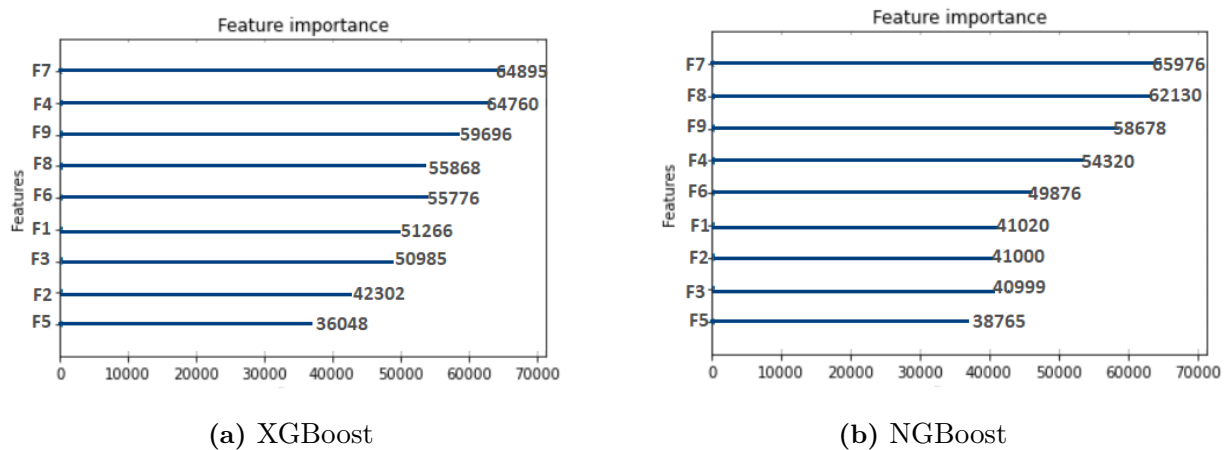 Feature importance
F7 64895
F4 64760
F9 59696
F8 55868
F6 55776
F1 51266
F3 50985
F2 42302
F5 36048
Features
0 10000 20000 30000 40000 50000 60000 70000
(a) XGBoost
Feature importance
F7 65976
F8 62130
F9 58678
F4 54320
F6 49876
F1 41020
F2 41000
F3 40999
F5 38765
Features
0 10000 20000 30000 40000 50000 60000 70000
(b) NGBoost